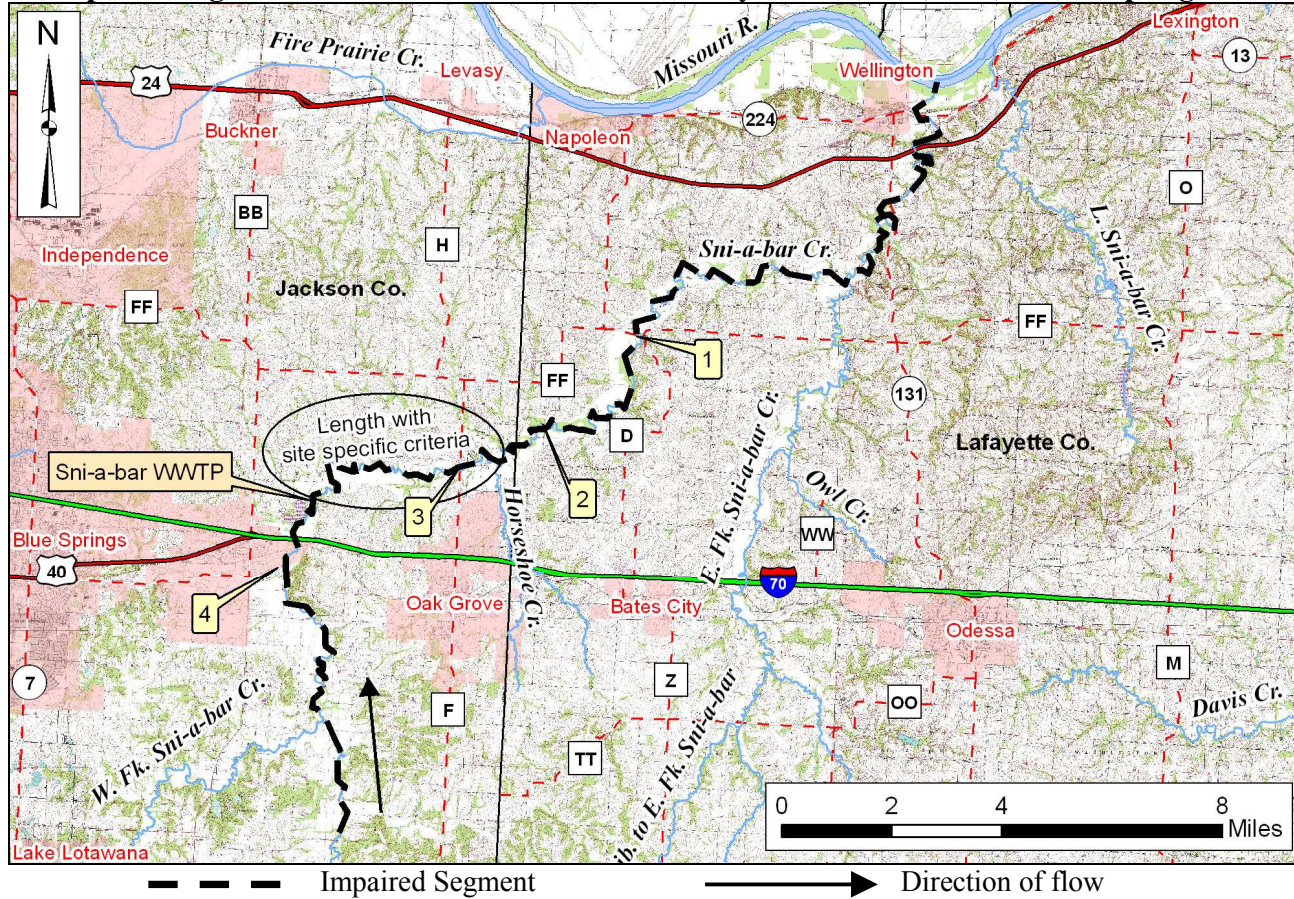 N
Fire Prairie Cr.
Levasy
Missouri R.
Wellington
Lexington
13
24
Buckner
Napoleon
224
BB
H
O
Independence
Jackson Co.
Sni-a-bar Cr.
L. Sni-a-bar Cr.
FF
FF
1
FF
131
Length with
site specific criteria
D
Lafayette Co.
Sni-a-bar WWTP
E. Fk. Sni-a-bar Cr.
3
2
Horseshoe Cr.
Owl Cr.
WW
Blue Springs
40
70
4
Oak Grove
Bates City
Odessa
7
W. Fk. Sni-a-bar Cr.
F
Z
M
OO
Davis Cr.
TT
ib. to E. Fk. Sni-a-bar
0 2 4 8
Miles
Lake Lotawana
Impaired Segment
Direction of flow